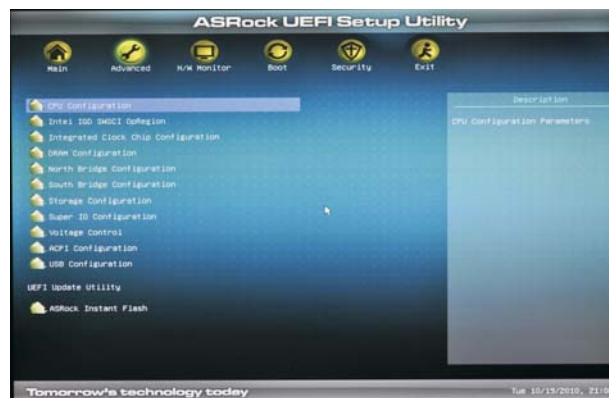 ASRock UEFI Setup Utility
Main Advanced H/W Monitor Boot Security Exit
CPU Configuration
Intel IGD SWSCI OpRegion
Integrated Clock Chip Configuration
DRAM Configuration
North Bridge Configuration
South Bridge Configuration
Storage Configuration
Super IO Configuration
Voltage Control
ACPI Configuration
USB Configuration
UEFI Update Utility
ASRock Instant Flash
Description
CPU Configuration Parameters
Tomorrow's technology today
Tue 10/19/2010,